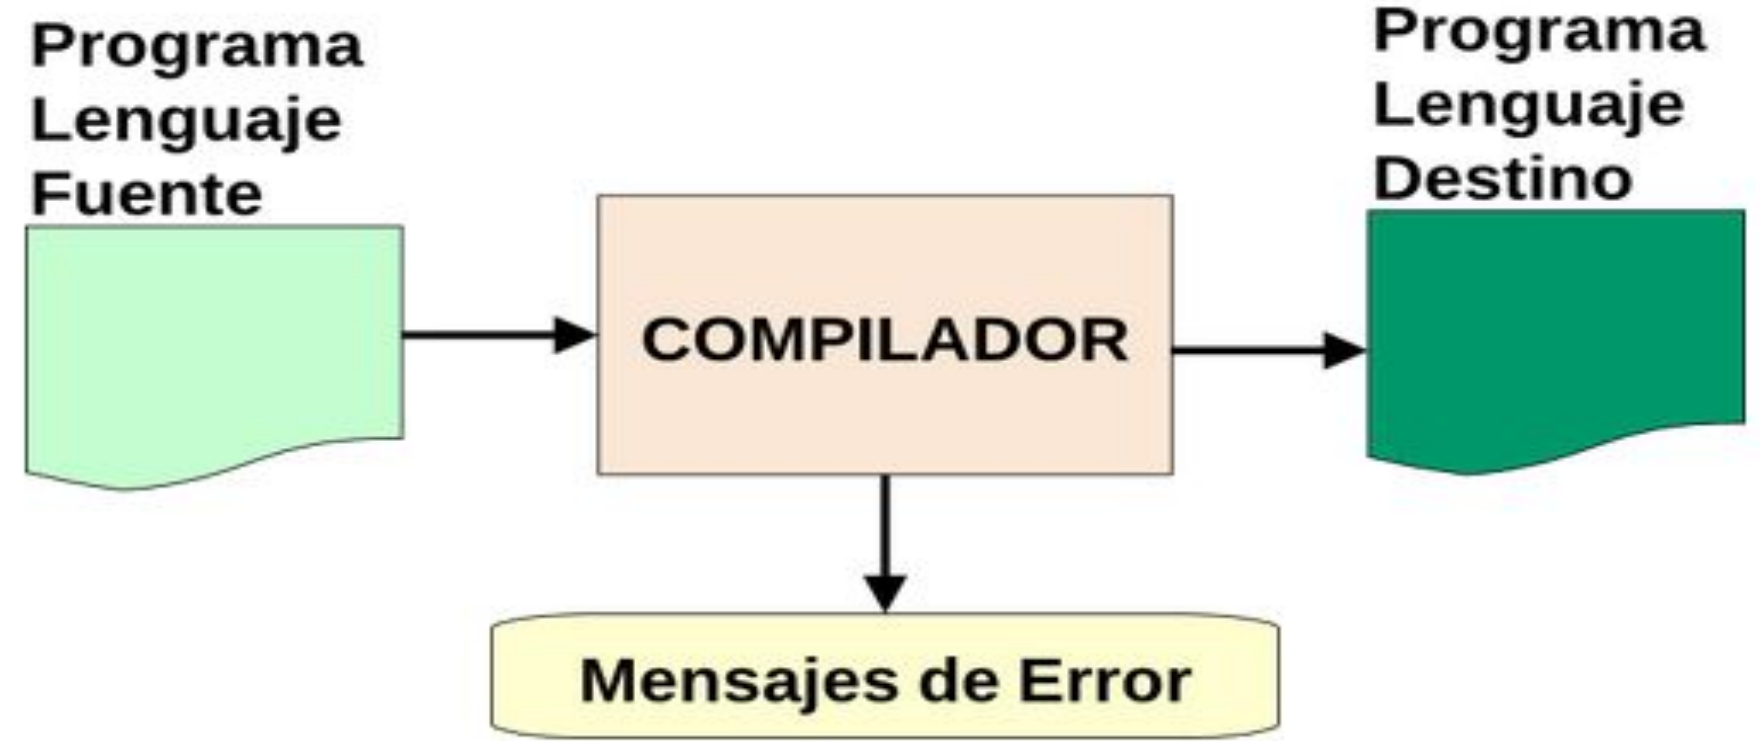 Programa
Lenguaje
Fuente
COMPILADOR
Programa
Lenguaje
Destino
Mensajes de Error